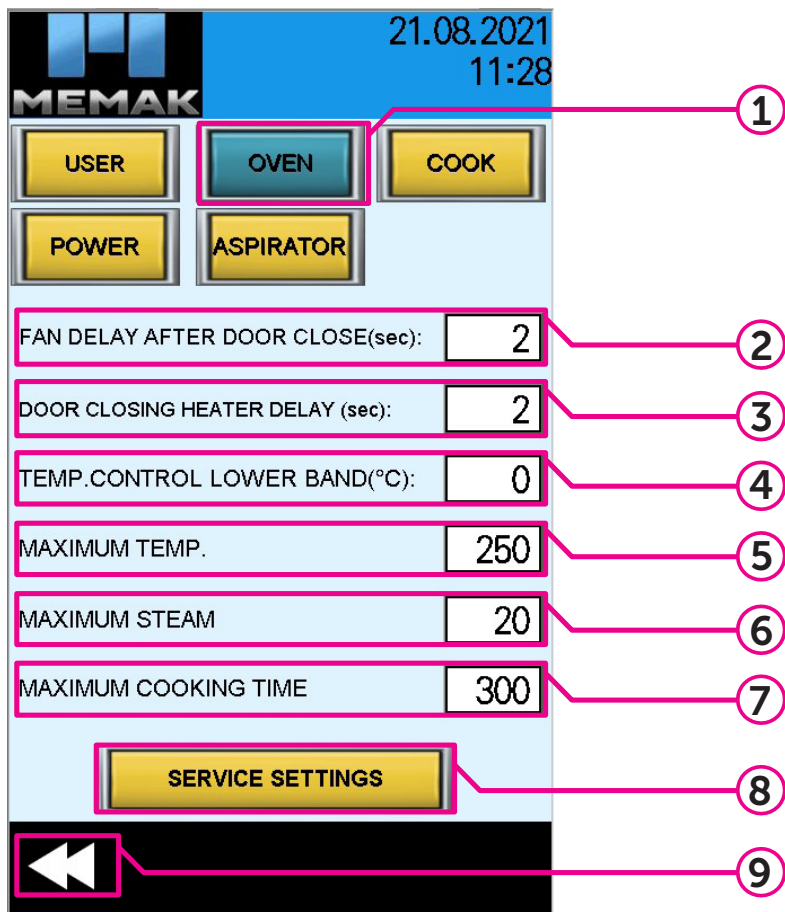 MEMAK
21.08.2021
11:28
1
USER
OVEN
COOK
POWER
ASPIRATOR
FAN DELAY AFTER DOOR CLOSE(sec): 2
2
DOOR CLOSING HEATER DELAY (sec): 2
3
TEMP.CONTROL LOWER BAND(°C): 0
4
MAXIMUM TEMP. 250
5
MAXIMUM STEAM 20
6
MAXIMUM COOKING TIME 300
7
SERVICE SETTINGS
8
9